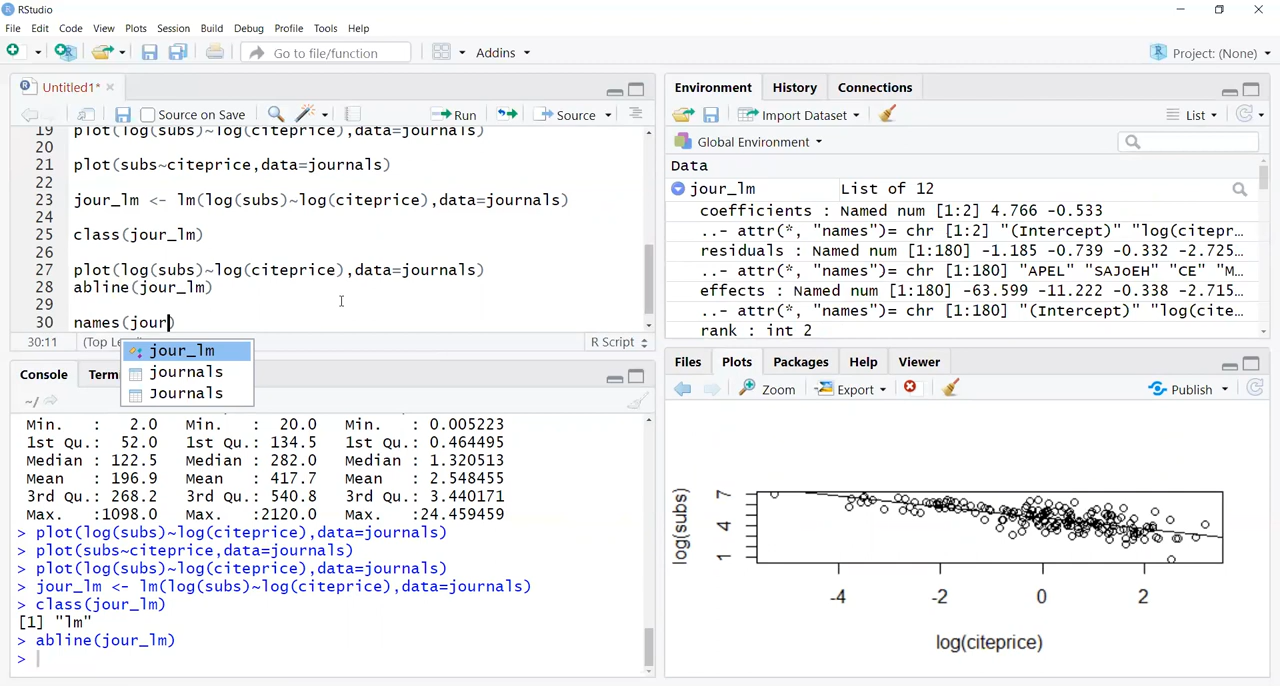 RStudio
File Edit Code View Plots Session Build Debug Profile Tools Help
Go to file/function Addins Project: (None)
Untitled1*
Source on Save Run Source
19 plot(log(subs)~log(citeprice),data=journals)
20
21 plot(subs~citeprice,data=journals)
22
23 jour_lm <- lm(log(subs)~log(citeprice),data=journals)
24
25 class(jour_lm)
26
27 plot(log(subs)~log(citeprice),data=journals)
28 abline(jour_lm)
29
30 names(jour)
30:11 (Top Le R Script
jour_lm
journals
Journals
Console Term
~/
Min. : 2.0 Min. : 20.0 Min. : 0.005223
1st Qu.: 52.0 1st Qu.: 134.5 1st Qu.: 0.464495
Median : 122.5 Median : 282.0 Median : 1.320513
Mean : 196.9 Mean : 417.7 Mean : 2.548455
3rd Qu.: 268.2 3rd Qu.: 540.8 3rd Qu.: 3.440171
Max. :1098.0 Max. :2120.0 Max. :24.459459
> plot(log(subs)~log(citeprice),data=journals)
> plot(subs~citeprice,data=journals)
> plot(log(subs)~log(citeprice),data=journals)
> jour_lm <- lm(log(subs)~log(citeprice),data=journals)
> class(jour_lm)
[1] "lm"
> abline(jour_lm)
>
Environment History Connections
Import Dataset List
Global Environment
Data
jour_lm List of 12
coefficients : Named num [1:2] 4.766 -0.533
..- attr(*, "names")= chr [1:2] "(Intercept)" "log(citepr…
residuals : Named num [1:180] -1.185 -0.739 -0.332 -2.725…
..- attr(*, "names")= chr [1:180] "APEL" "SAJoEH" "CE" "M…
effects : Named num [1:180] -63.599 -11.222 -0.338 -2.715…
..- attr(*, "names")= chr [1:180] "(Intercept)" "log(cite…
rank : int 2
Files Plots Packages Help Viewer
Zoom Export Publish
log(subs)
7
4
1
-4 -2 0 2
log(citeprice)